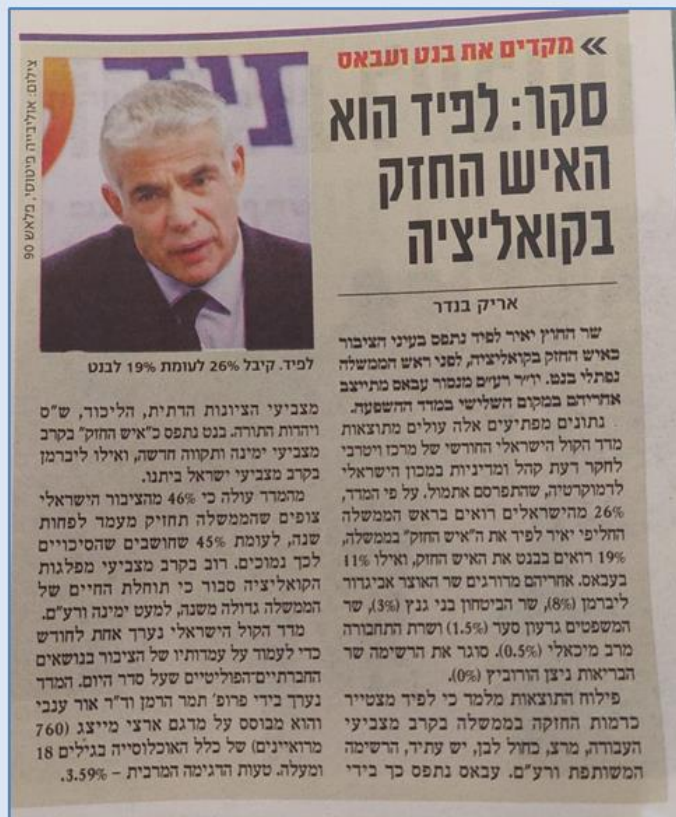 מקדים את בנט ועבאס
סקר: לפיד הוא
האיש החזק
בקואליציה
אריק בנדר
צילום: אוליבייה פיטוסי, פלאש 90
לפיד. קיבל 26% לעומת 19% לבנט
שר החוץ יאיר לפיד נתפס בעיני הציבור
כאיש החזק בקואליציה, לפני ראש הממשלה
נפתלי בנט. יו"ר רע"ם מנסור עבאס מתייצב
אחריהם במקום השלישי במדד ההשפעה.
נתונים מפתיעים אלה עולים מתוצאות
מדד הקול הישראלי החודשי של מרכז ויטרבי
לחקר דעת קהל ומדיניות במכון הישראלי
לדמוקרטיה, שהתפרסם אתמול. על פי המדד,
26% מהישראלים רואים בראש הממשלה
החליפי יאיר לפיד את ה"איש החזק" בממשלה,
19% רואים בבנט את האיש החזק, ואילו 11%
בעבאס. אחריהם מדורגים שר האוצר אביגדור
ליברמן (8%), שר הביטחון בני גנץ (3%), שר
המשפטים גדעון סער (1.5%) ושרת התחבורה
מרב מיכאלי (0.5%). סוגר את הרשימה שר
הבריאות ניצן הורוביץ (0%).
פילוח התוצאות מלמד כי לפיד מצטייר
כדמות החזקה בממשלה בקרב מצביעי
העבודה, מרצ, כחול לבן, יש עתיד, הרשימה
המשותפת ורע"ם. עבאס נתפס כך בידי
מצביעי הציונות הדתית, הליכוד, ש"ס
ויהדות התורה. בנט נתפס כ"איש החזק" בקרב
מצביעי ימינה ותקווה חדשה, ואילו ליברמן
בקרב מצביעי ישראל ביתנו.
מהמדד עולה כי 46% מהציבור הישראלי
צופים שהממשלה תחזיק מעמד לפחות
שנה, לעומת 45% שחושבים שהסיכויים
לכך נמוכים. רוב בקרב מצביעי מפלגות
הקואליציה סבור כי תוחלת החיים של
הממשלה גדולה משנה, למעט ימינה ורע"ם.
מדד הקול הישראלי נערך אחת לחודש
כדי לעמוד על עמדותיו של הציבור בנושאים
החברתיים־הפוליטיים שעל סדר היום. המדד
נערך בידי פרופ' תמר הרמן וד"ר אור ענבי
והוא מבוסס על מדגם ארצי מייצג (760
מרואיינים) של כלל האוכלוסייה בגילים 18
ומעלה. טעות הדגימה המרבית – 3.59%.